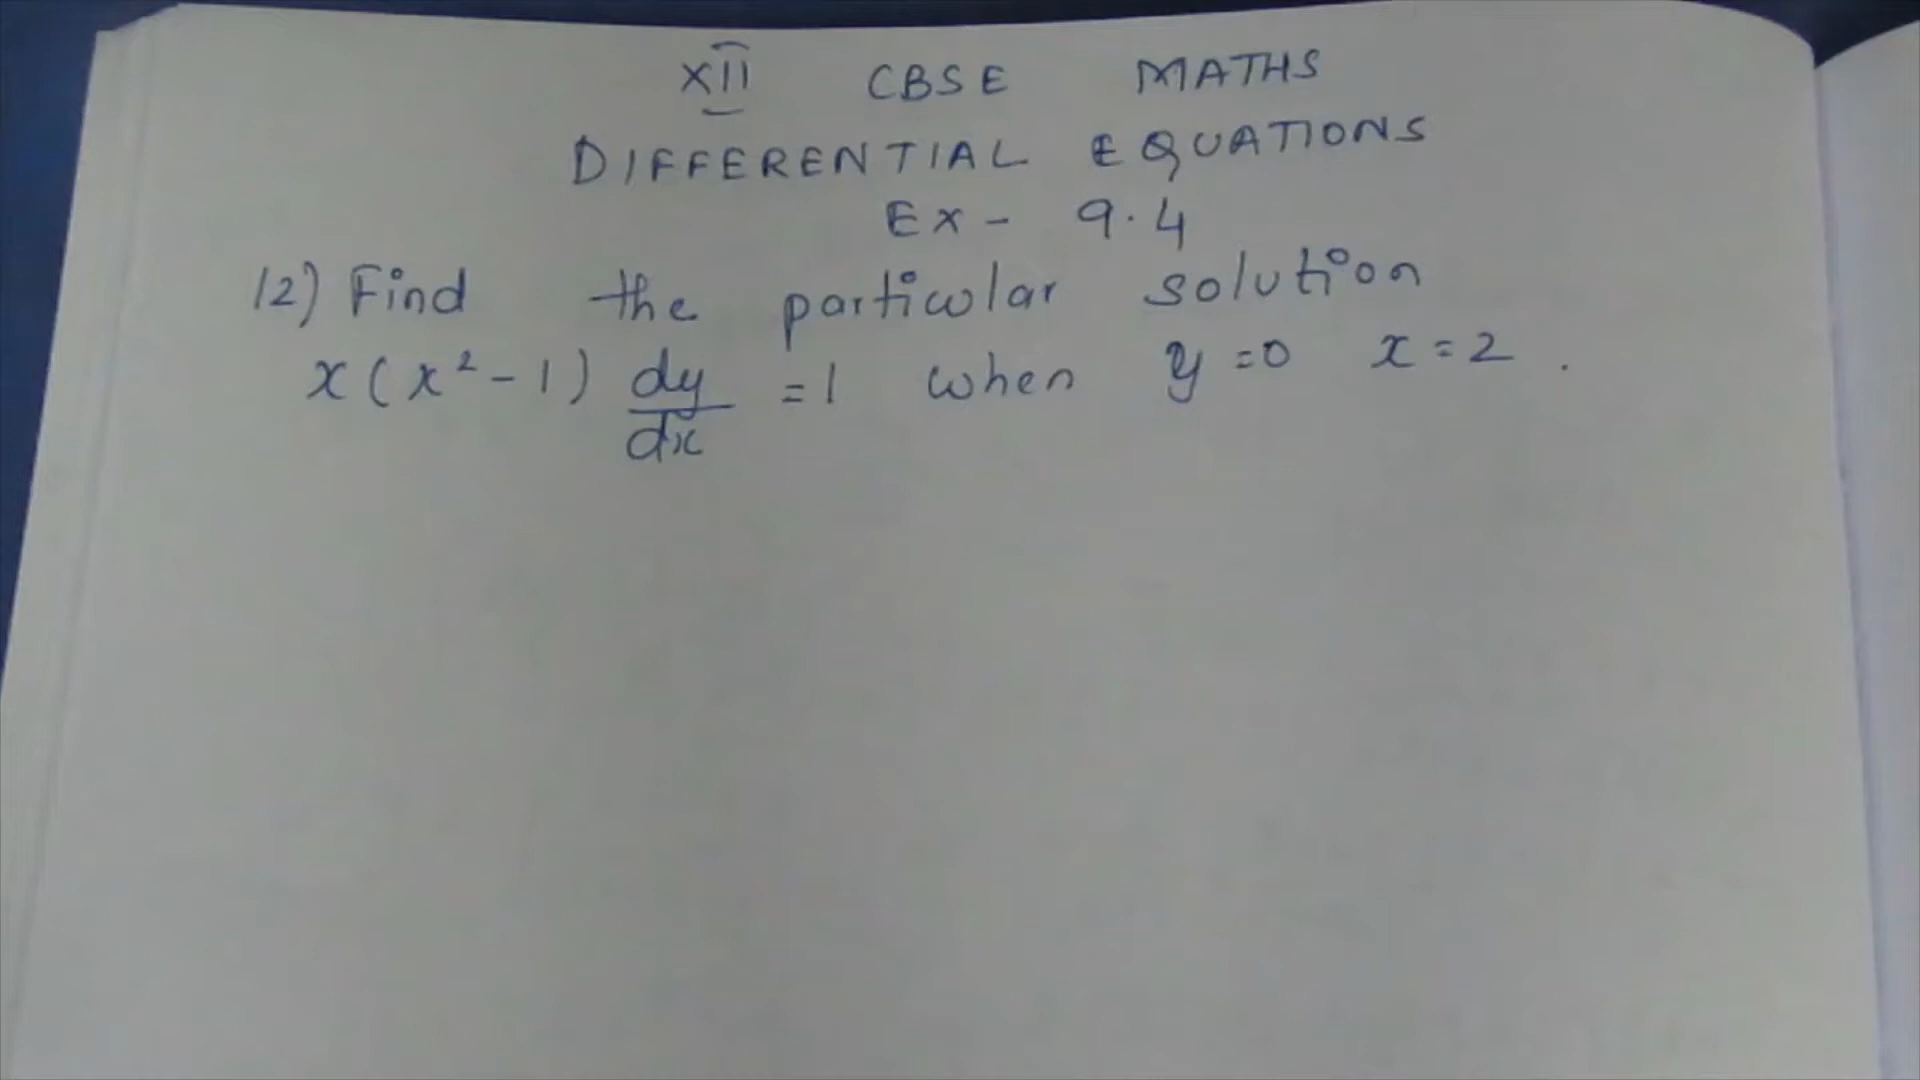 XII CBSE MATHS
DIFFERENTIAL EQUATIONS
Ex - 9.4
12) Find the particular solution
x(x² - 1) dy/dx = 1 when y = 0 x = 2 .